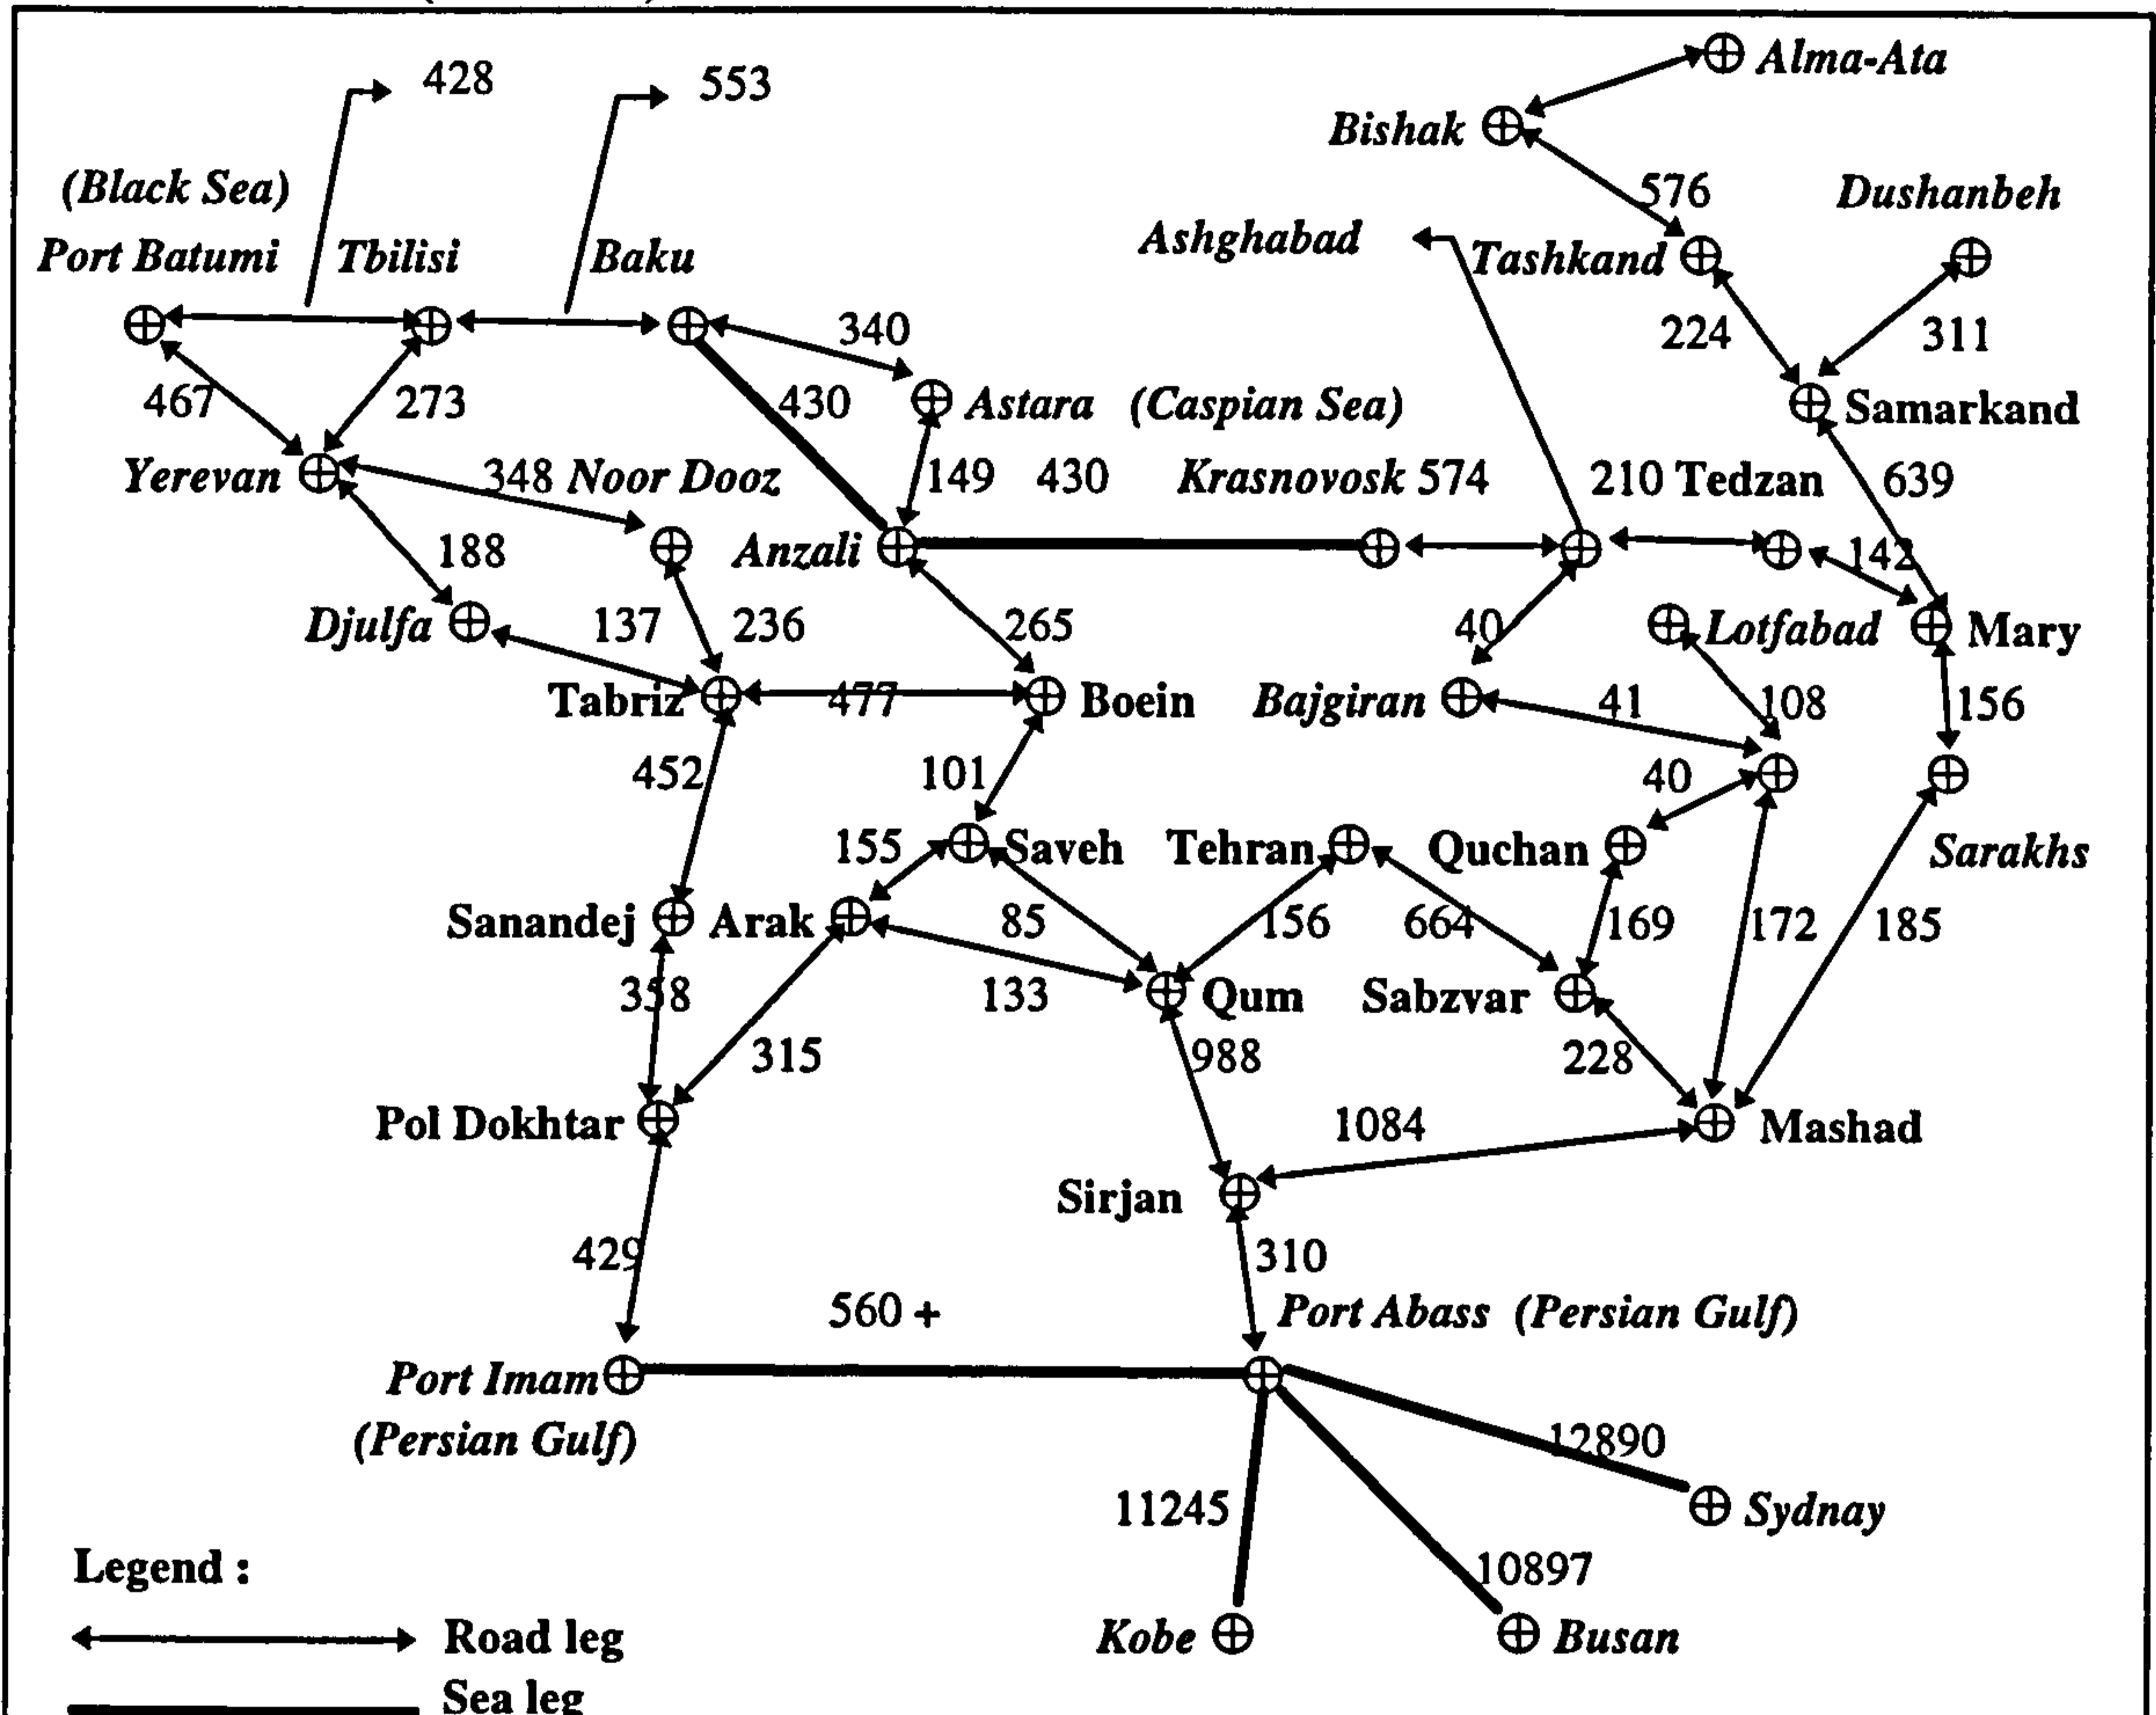 428
553
Alma-Ata
Bishak
(Black Sea)
576
Dushanbeh
Port Batumi Tbilisi Baku
Ashghabad
Tashkand
340
224
311
467
273
430
Astara (Caspian Sea)
Samarkand
Yerevan
348 Noor Dooz
149 430 Krasnovosk 574
210 Tedzan
639
188
Anzali
142
Djulfa
137
236
265
40
Lotfabad
Mary
Tabriz
477
Boein
Bajgiran
41
108
156
452
101
40
155
Saveh
Tehran
Quchan
Sarakhs
Sanandej
Arak
85
156
664
169
172
185
358
133
Qum
Sabzvar
315
988
228
Pol Dokhtar
1084
Mashad
Sirjan
429
310
560 +
Port Abass (Persian Gulf)
Port Imam
(Persian Gulf)
12890
11245
Sydnay
Legend :
10897
Road leg
Kobe
Busan
Sea leg